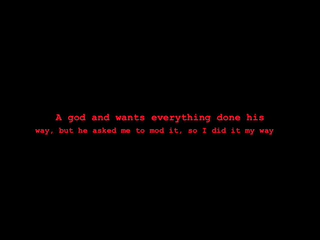 A god and wants everything done his
way, but he asked me to mod it, so I did it my way